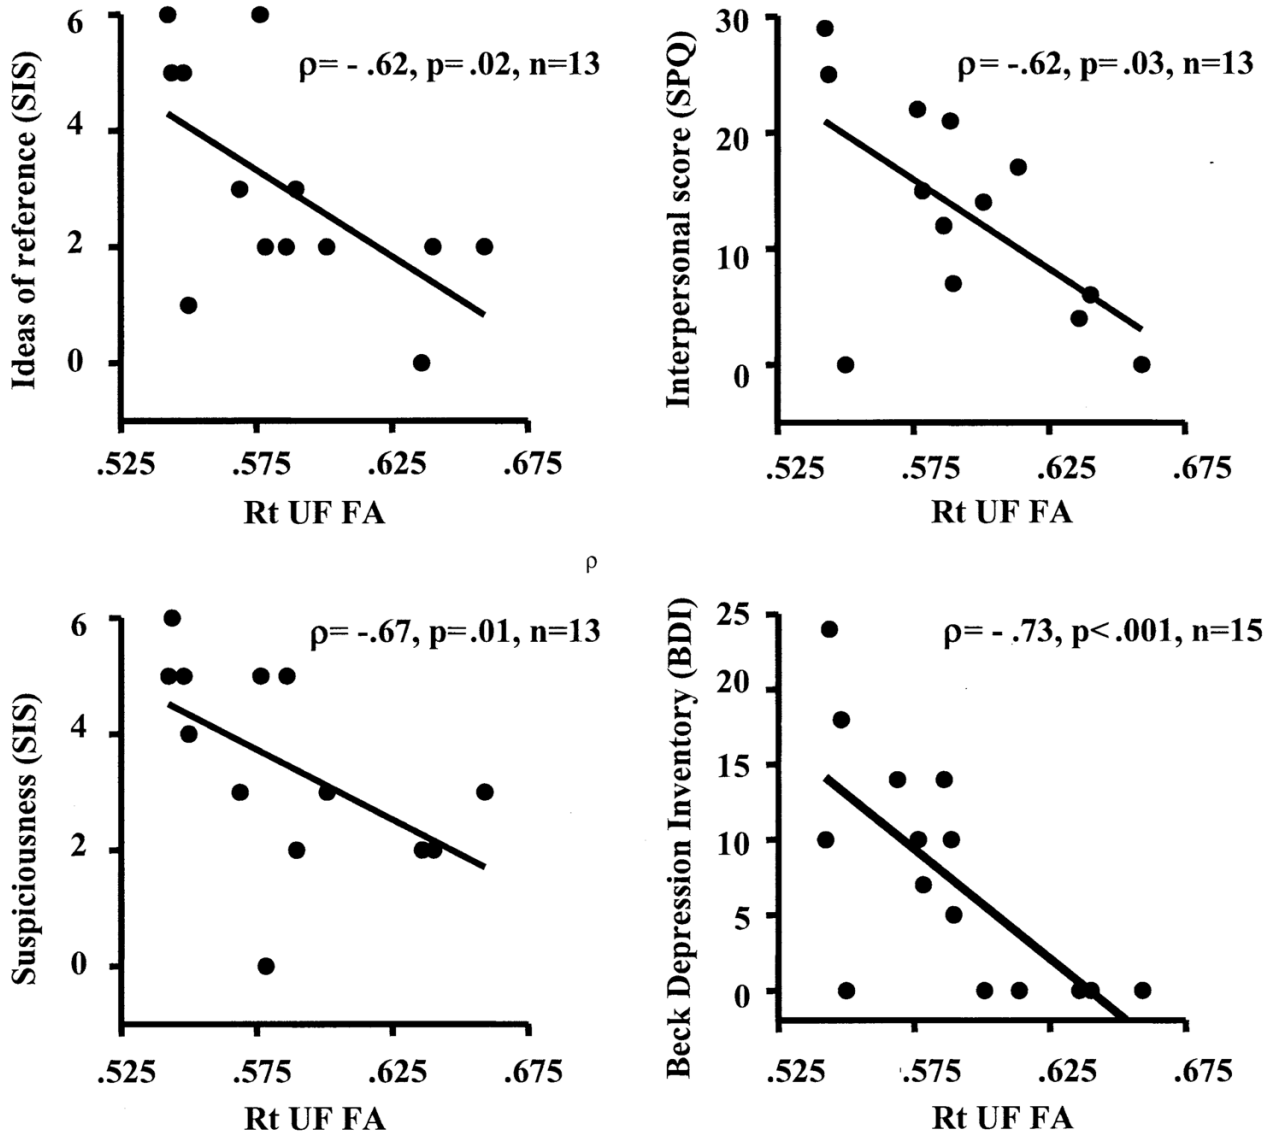 Ideas of reference (SIS)
6
4
2
0
ρ= - .62, p= .02, n=13
.525 .575 .625 .675
Rt UF FA
Interpersonal score (SPQ)
30
20
10
0
ρ= -.62, p= .03, n=13
.525 .575 .625 .675
Rt UF FA
ρ
Suspiciousness (SIS)
6
4
2
0
ρ= -.67, p=.01, n=13
.525 .575 .625 .675
Rt UF FA
Beck Depression Inventory (BDI)
25
20
15
10
5
0
ρ= - .73, p<.001, n=15
.525 .575 .625 .675
Rt UF FA